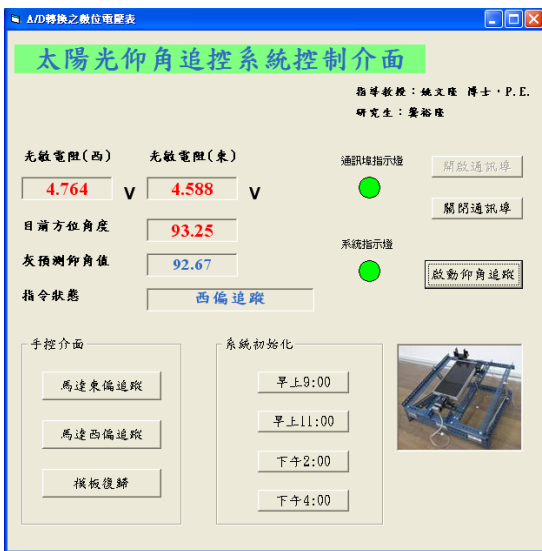 A/D轉換之數位電壓表
太陽光仰角追控系統控制介面
指導教授：姚文隆 博士，P.E.
研究生：龔裕隆
光敏電阻(西) 光敏電阻(東) 通訊埠指示燈 開啟通訊埠
4.764 V 4.588 V
關閉通訊埠
目前方位角度 93.25
系統指示燈
灰預測仰角值 92.67
啟動仰角追蹤
指令狀態 西偏追蹤
手控介面 系統初始化
馬達東偏追蹤 早上9:00
早上11:00
馬達西偏追蹤
下午2:00
橫板復歸
下午4:00